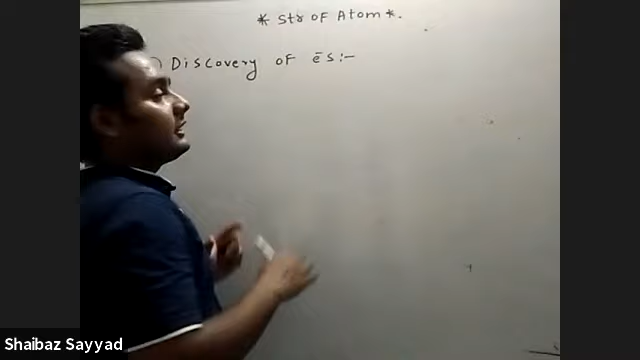 * Str OF Atom *.
) Discovery of ēs:-
Shaibaz Sayyad